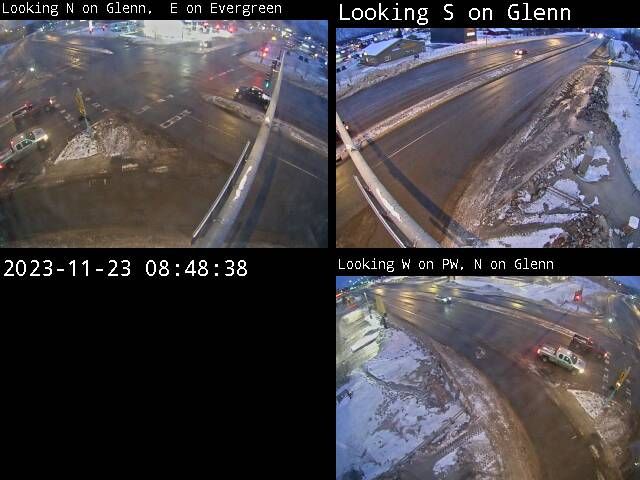 Looking N on Glenn,  E on Evergreen
Looking S on Glenn
2023-11-23 08:48:38
Looking W on PW, N on Glenn